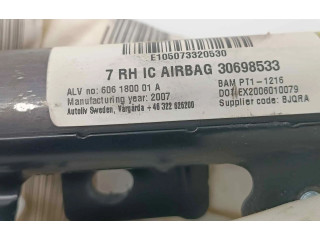 E105073320530
7 RH IC AIRBAG 30698533
ALV no: 606 1800 01 A
BAM PT1-1216
Manufacturing year: 2007
DOT/EX2006010079
Autoliv Sweden, Vårgårda +46 322 626200
Supplier code: BJQRA